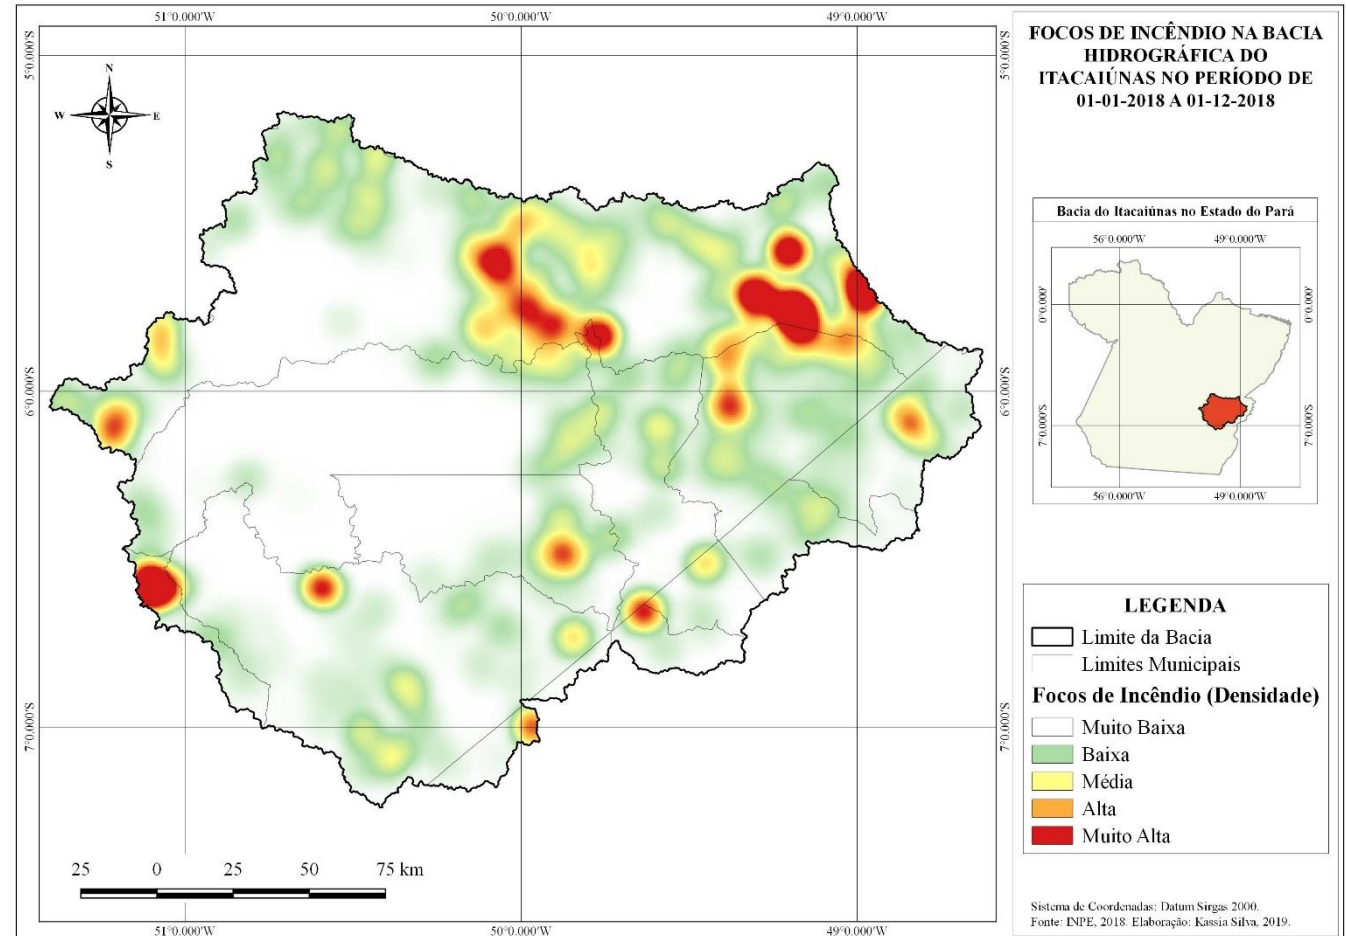 51°0.000'W 50°0.000'W 49°0.000'W
5°0.000'S 5°0.000'S
N
W E
S
6°0.000'S 6°0.000'S
7°0.000'S 7°0.000'S
25 0 25 50 75 km
51°0.000'W 50°0.000'W 49°0.000'W
FOCOS DE INCÊNDIO NA BACIA
HIDROGRÁFICA DO
ITACAIÚNAS NO PERÍODO DE
01-01-2018 A 01-12-2018
Bacia do Itacaiúnas no Estado do Pará
56°0.000'W 49°0.000'W
0°0.000' 0°0.000'
7°0.000'S 7°0.000'S
56°0.000'W 49°0.000'W
LEGENDA
Limite da Bacia
Limites Municipais
Focos de Incêndio (Densidade)
Muito Baixa
Baixa
Média
Alta
Muito Alta
Sistema de Coordenadas: Datum Sirgas 2000.
Fonte: INPE, 2018. Elaboração: Kassia Silva, 2019.